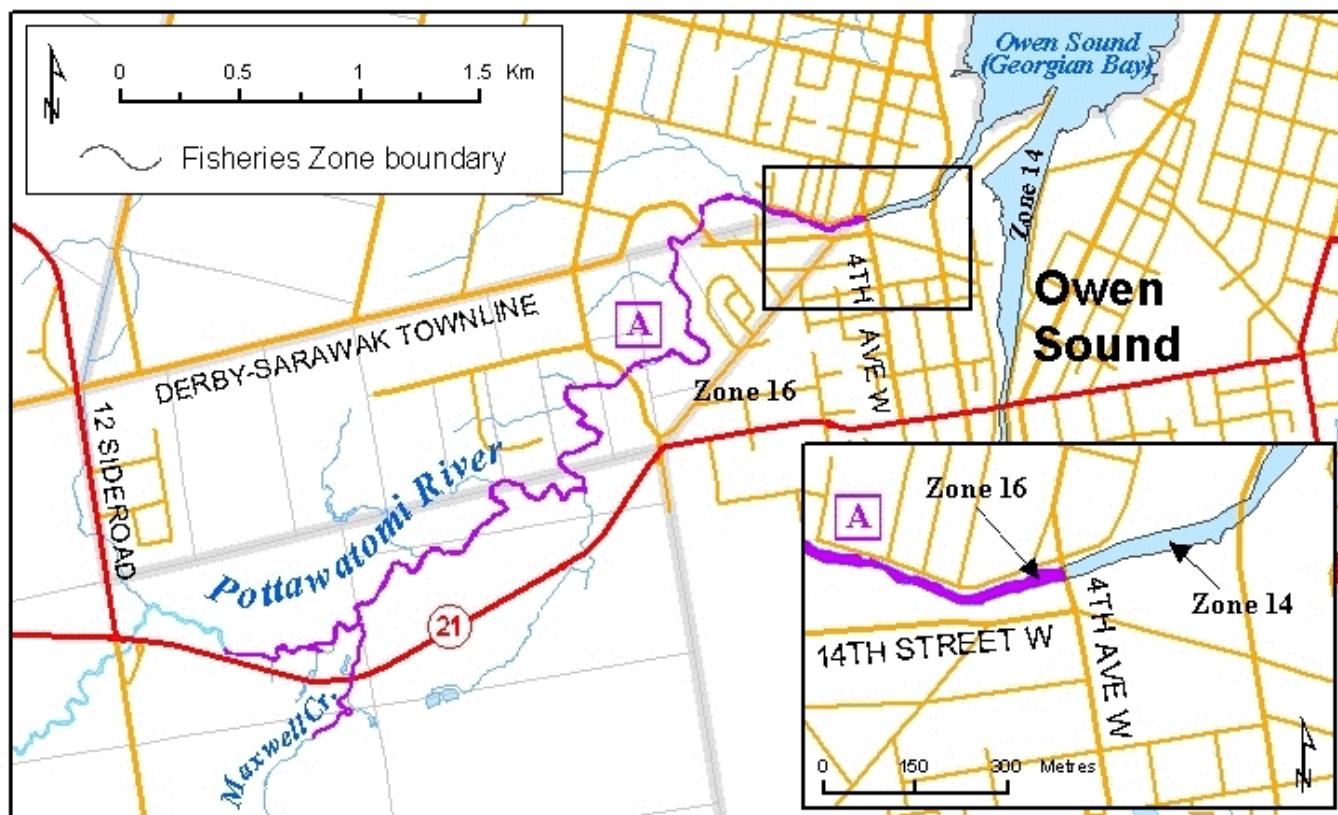 N
0 0.5 1 1.5 Km
Fisheries Zone boundary
Owen Sound
(Georgian Bay)
Zone 14
4TH AVE W
Owen
Sound
A
DERBY-SARAWAK TOWNLINE
Zone 16
12 SIDEROAD
Pottawatomi River
21
Maxwell Cr.
Zone 16
A
Zone 14
4TH AVE W
14TH STREET W
0 150 300 Metres
N